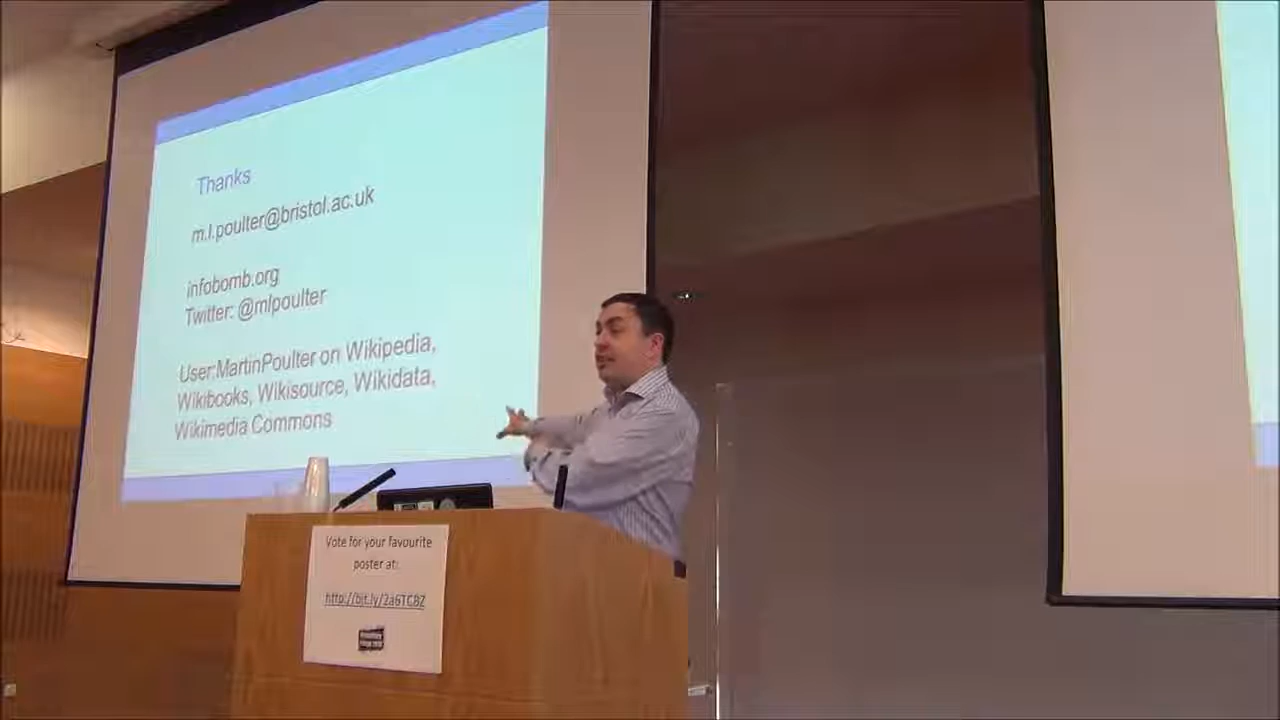 Thanks
m.l.poulter@bristol.ac.uk
infobomb.org
Twitter: @mlpoulter
User:MartinPoulter on Wikipedia,
Wikibooks, Wikisource, Wikidata,
Wikimedia Commons
Vote for your favourite
poster at:
http://bit.ly/2a6TCBZ